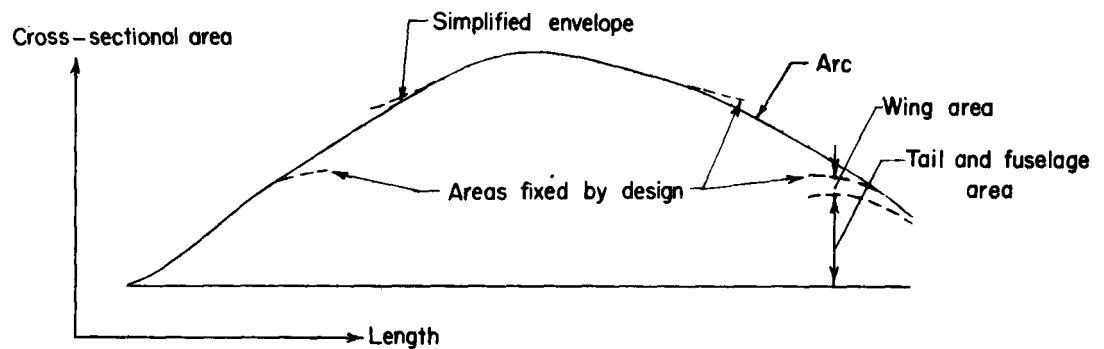 Simplified envelope
Cross-sectional area
Arc
Wing area
Tail and fuselage
area
Areas fixed by design
Length